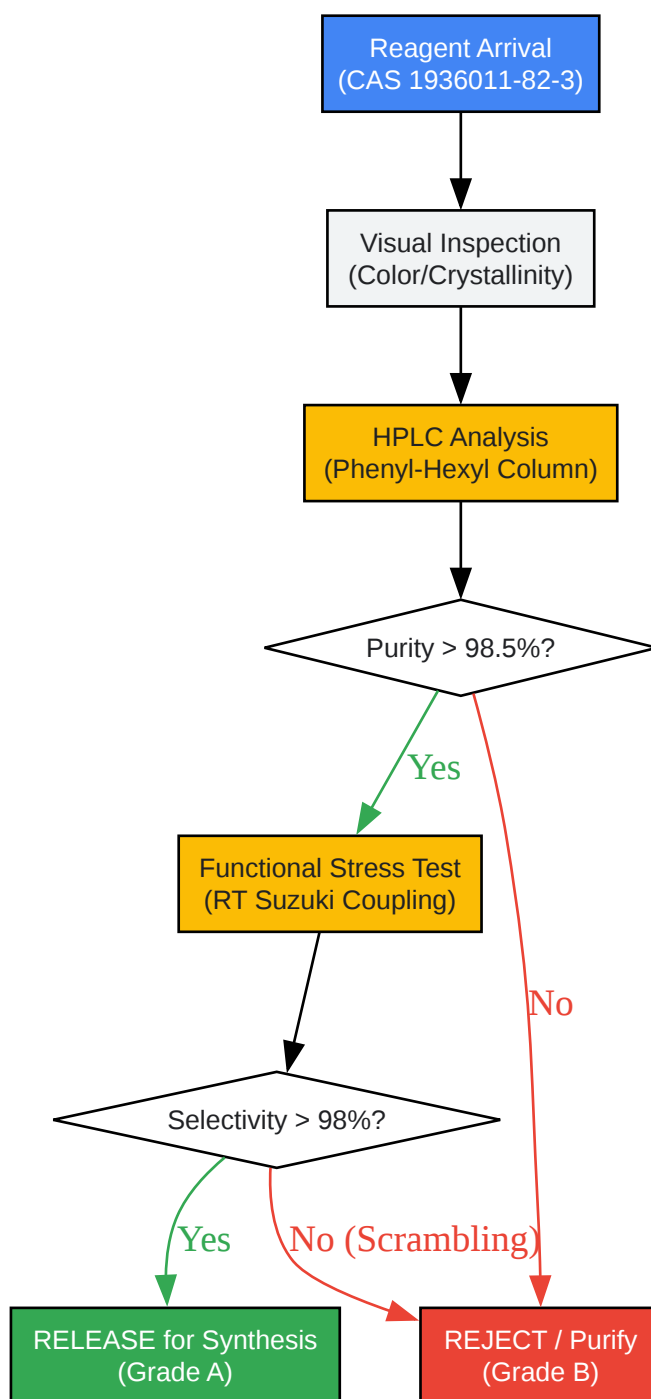 Reagent Arrival
(CAS 1936011-82-3)
Visual Inspection
(Color/Crystallinity)
HPLC Analysis
(Phenyl-Hexyl Column)
Purity > 98.5%?
Yes
Functional Stress Test
(RT Suzuki Coupling)
No
Selectivity > 98%?
Yes
No (Scrambling)
RELEASE for Synthesis
(Grade A)
REJECT / Purify
(Grade B)